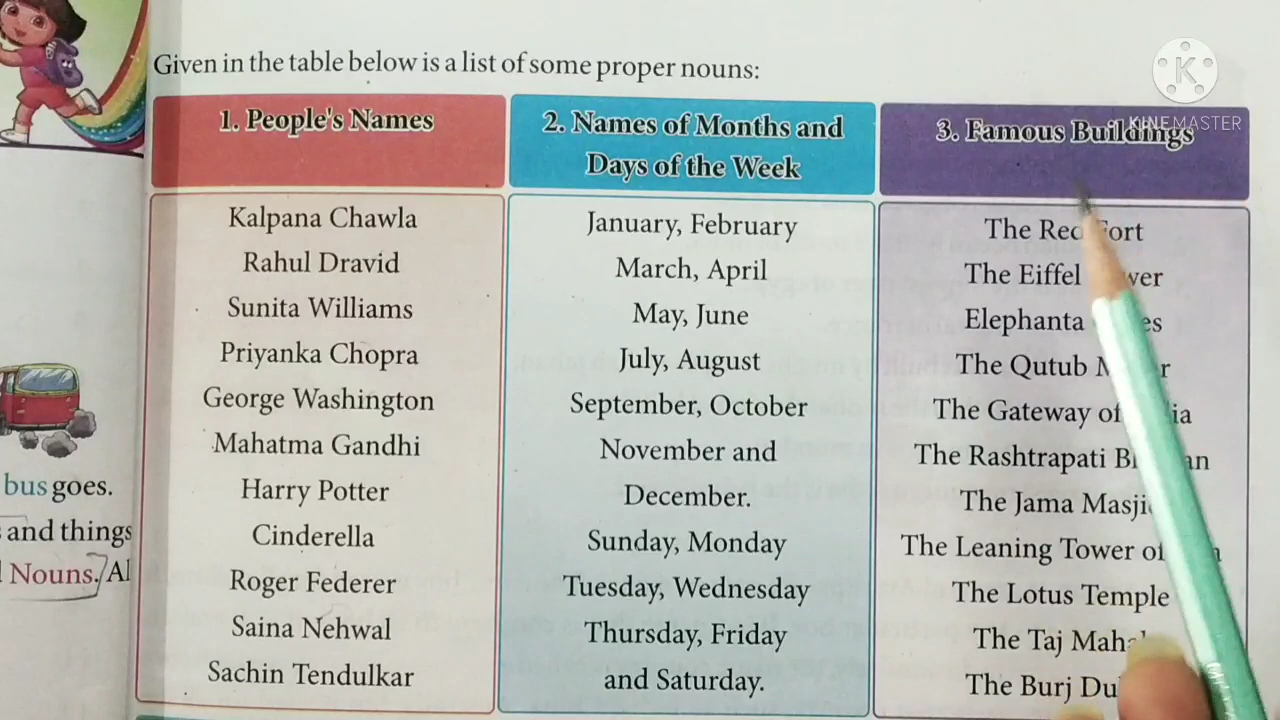 Given in the table below is a list of some proper nouns:
K
KINEMASTER
1. People's Names
Kalpana Chawla
Rahul Dravid
Sunita Williams
Priyanka Chopra
George Washington
Mahatma Gandhi
Harry Potter
Cinderella
Roger Federer
Saina Nehwal
Sachin Tendulkar
2. Names of Months and
Days of the Week
January, February
March, April
May, June
July, August
September, October
November and
December.
Sunday, Monday
Tuesday, Wednesday
Thursday, Friday
and Saturday.
3. Famous Buildings
The Red Fort
The Eiffel
Elephanta
The Qutub
The Gateway of
The Rashtrapati
The Jama Masjid
The Leaning Tower of
The Lotus Temple
The Taj Mahal
The Burj
bus goes.
and things
Nouns.